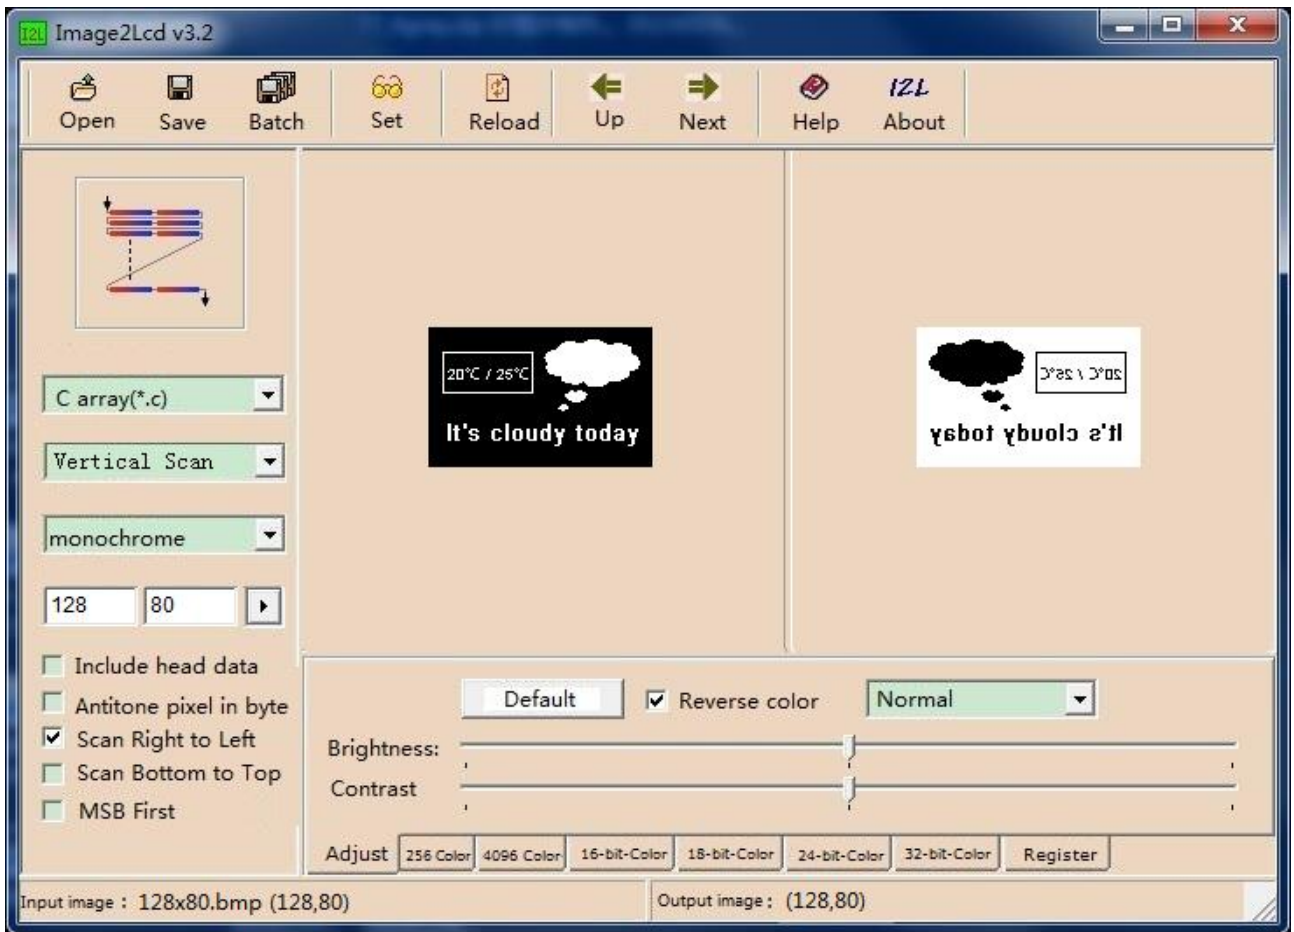 I2L Image2Lcd v3.2
Open Save Batch Set Reload Up Next Help I2L About
C array(*.c)
Vertical Scan
monochrome
128 80
Include head data
Antitone pixel in byte
Scan Right to Left
Scan Bottom to Top
MSB First
20°C / 25°C
It's cloudy today
20°C / 25°C
It's cloudy today
Default Reverse color Normal
Brightness:
Contrast
Adjust 256 Color 4096 Color 16-bit-Color 18-bit-Color 24-bit-Color 32-bit-Color Register
Input image : 128x80.bmp (128,80) Output image : (128,80)